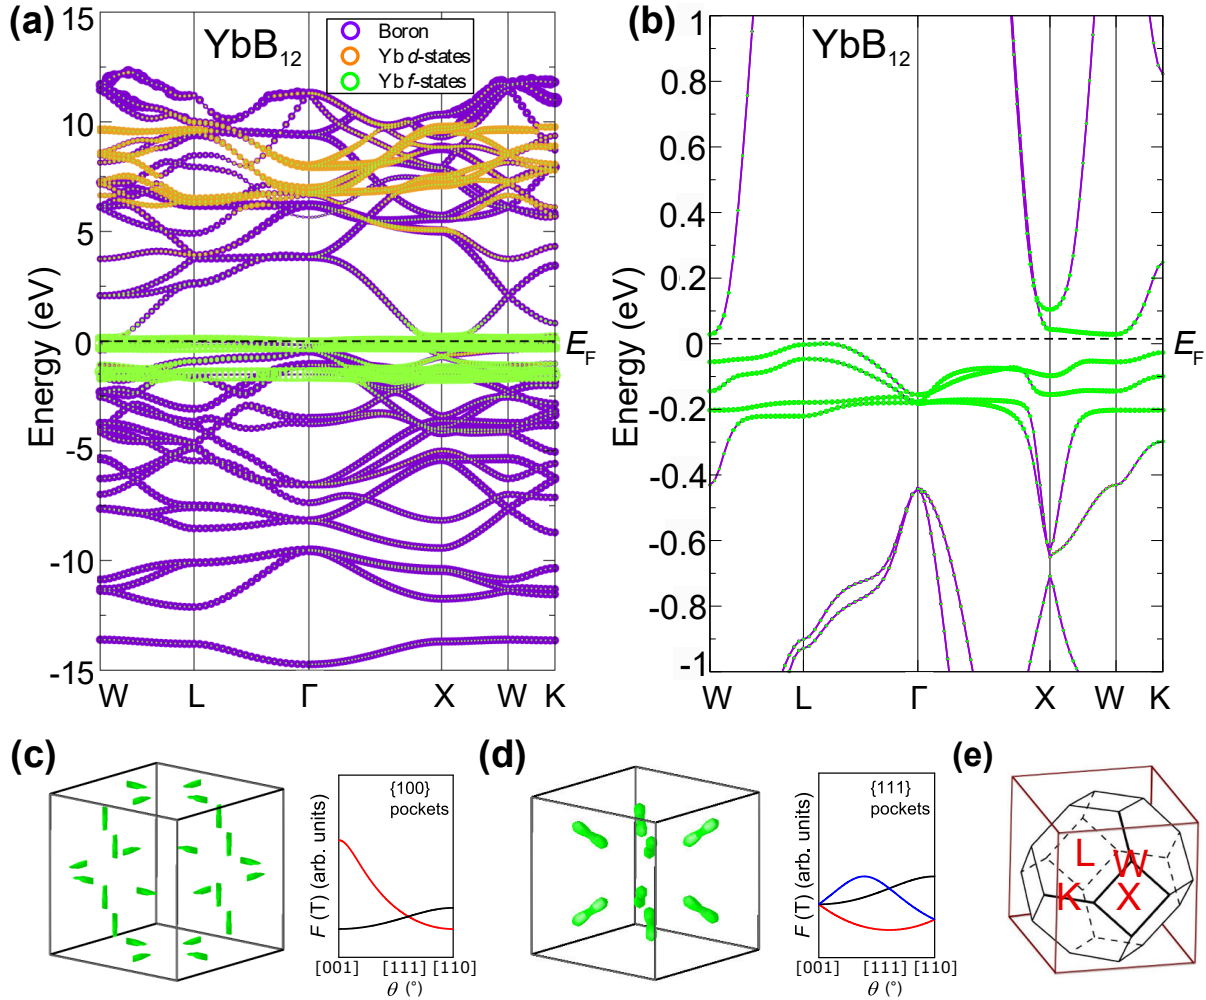 (a)
YbB12
Boron
Yb d-states
Yb f-states
15
10
5
0
-5
-10
-15
Energy (eV)
EF
W L Γ X W K
(b)
YbB12
1
0.8
0.6
0.4
0.2
0
-0.2
-0.4
-0.6
-0.8
-1
Energy (eV)
EF
W L Γ X W K
(c)
{100}
pockets
F (T) (arb. units)
[001] [111] [110]
θ (°)
(d)
{111}
pockets
F (T) (arb. units)
[001] [111] [110]
θ (°)
(e)
L
W
K
X